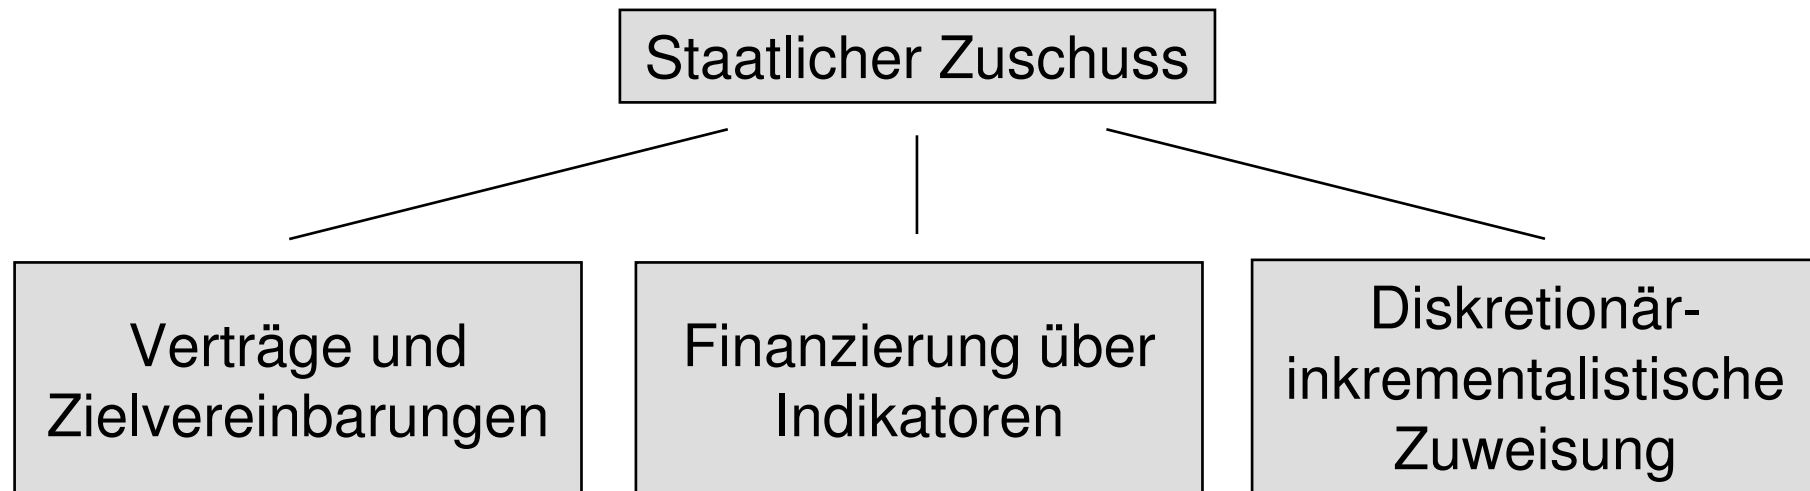 Staatlicher Zuschuss
Verträge und
Zielvereinbarungen
Finanzierung über
Indikatoren
Diskretionär-
inkrementalistische
Zuweisung